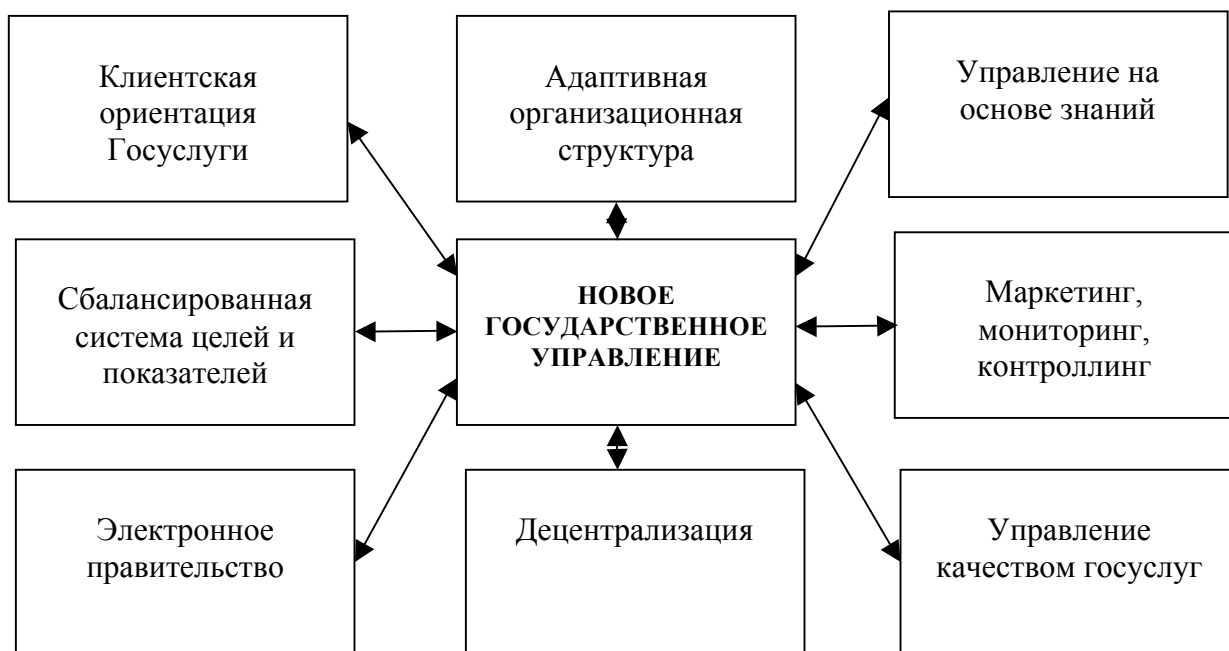 Клиентская
ориентация
Госуслуги
Адаптивная
организационная
структура
Управление на
основе знаний
Сбалансированная
система целей и
показателей
НОВОЕ
ГОСУДАРСТВЕННОЕ
УПРАВЛЕНИЕ
Маркетинг,
мониторинг,
контроллинг
Электронное
правительство
Децентрализация
Управление
качеством госуслуг